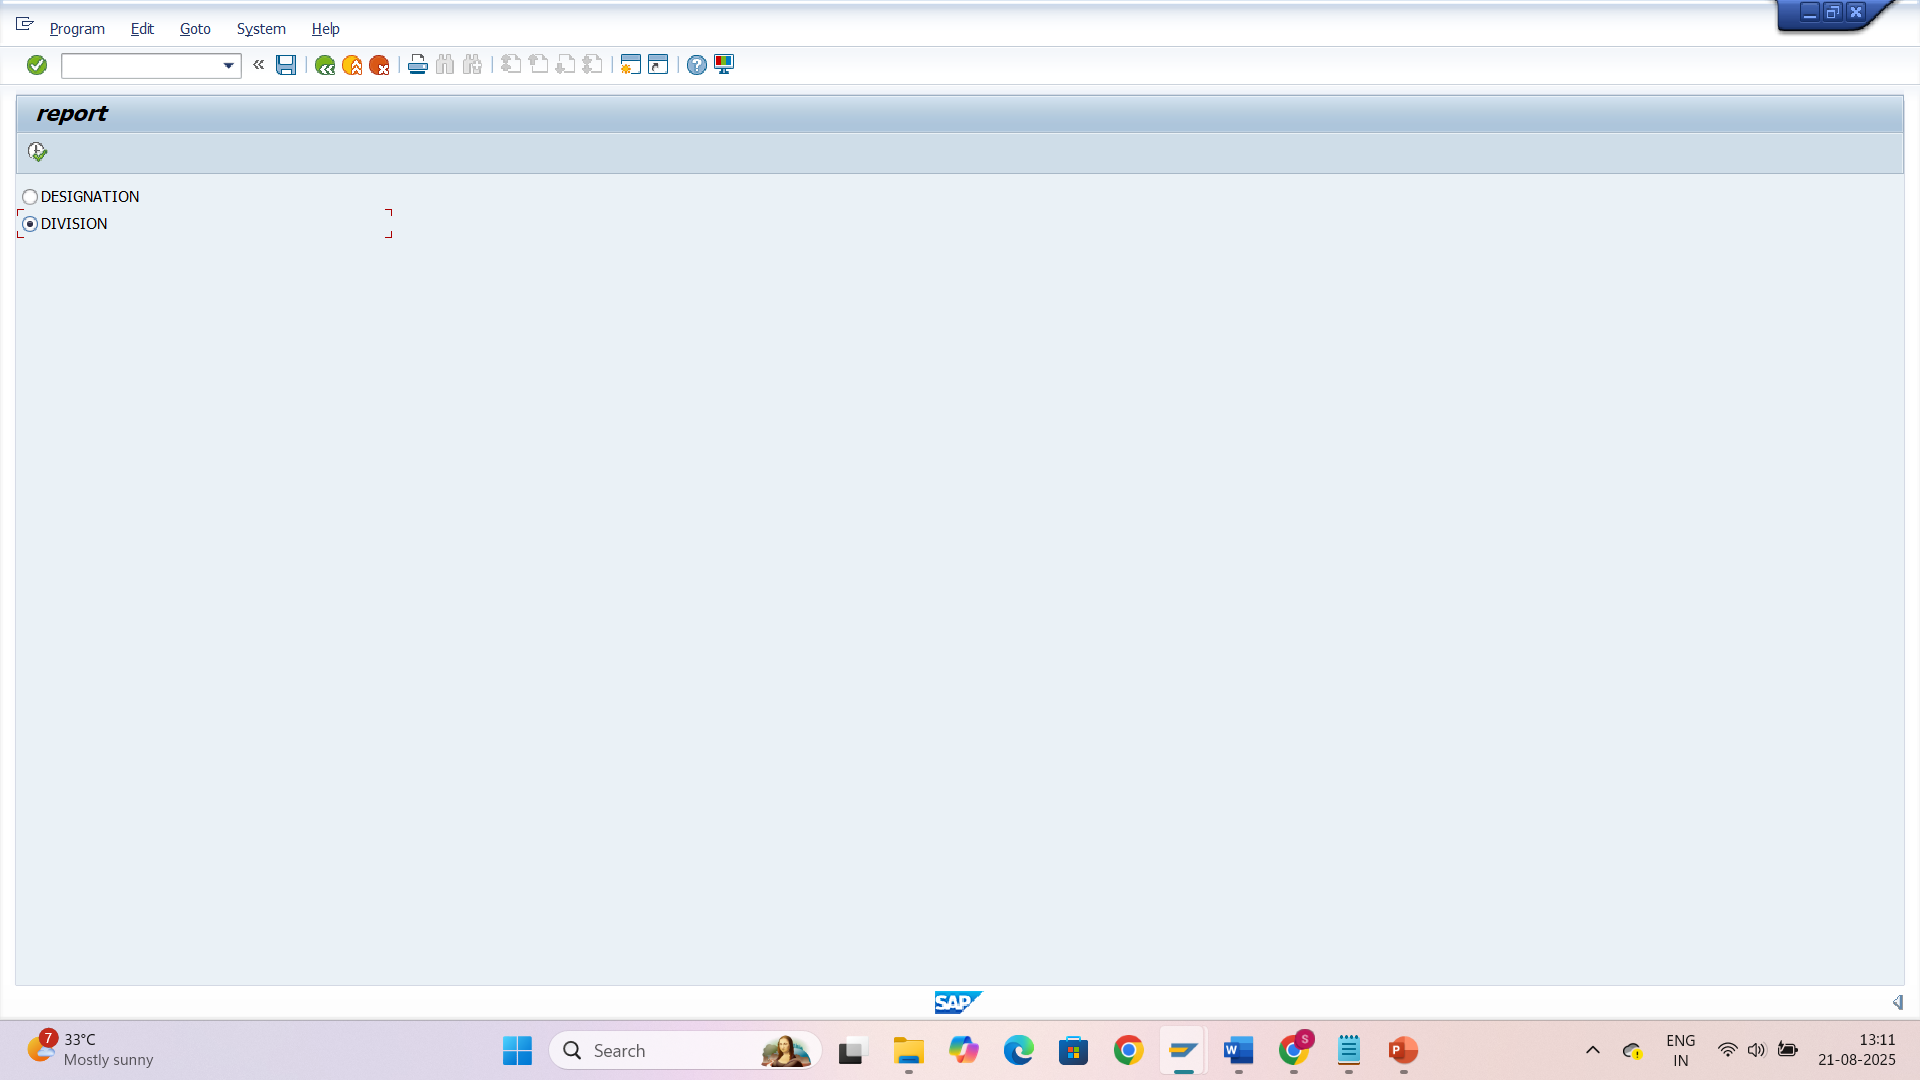 Program Edit Goto System Help
report
DESIGNATION
DIVISION
SAP
7
33°C
Mostly sunny
Search
W
S
P
ENG
IN
13:11
21-08-2025